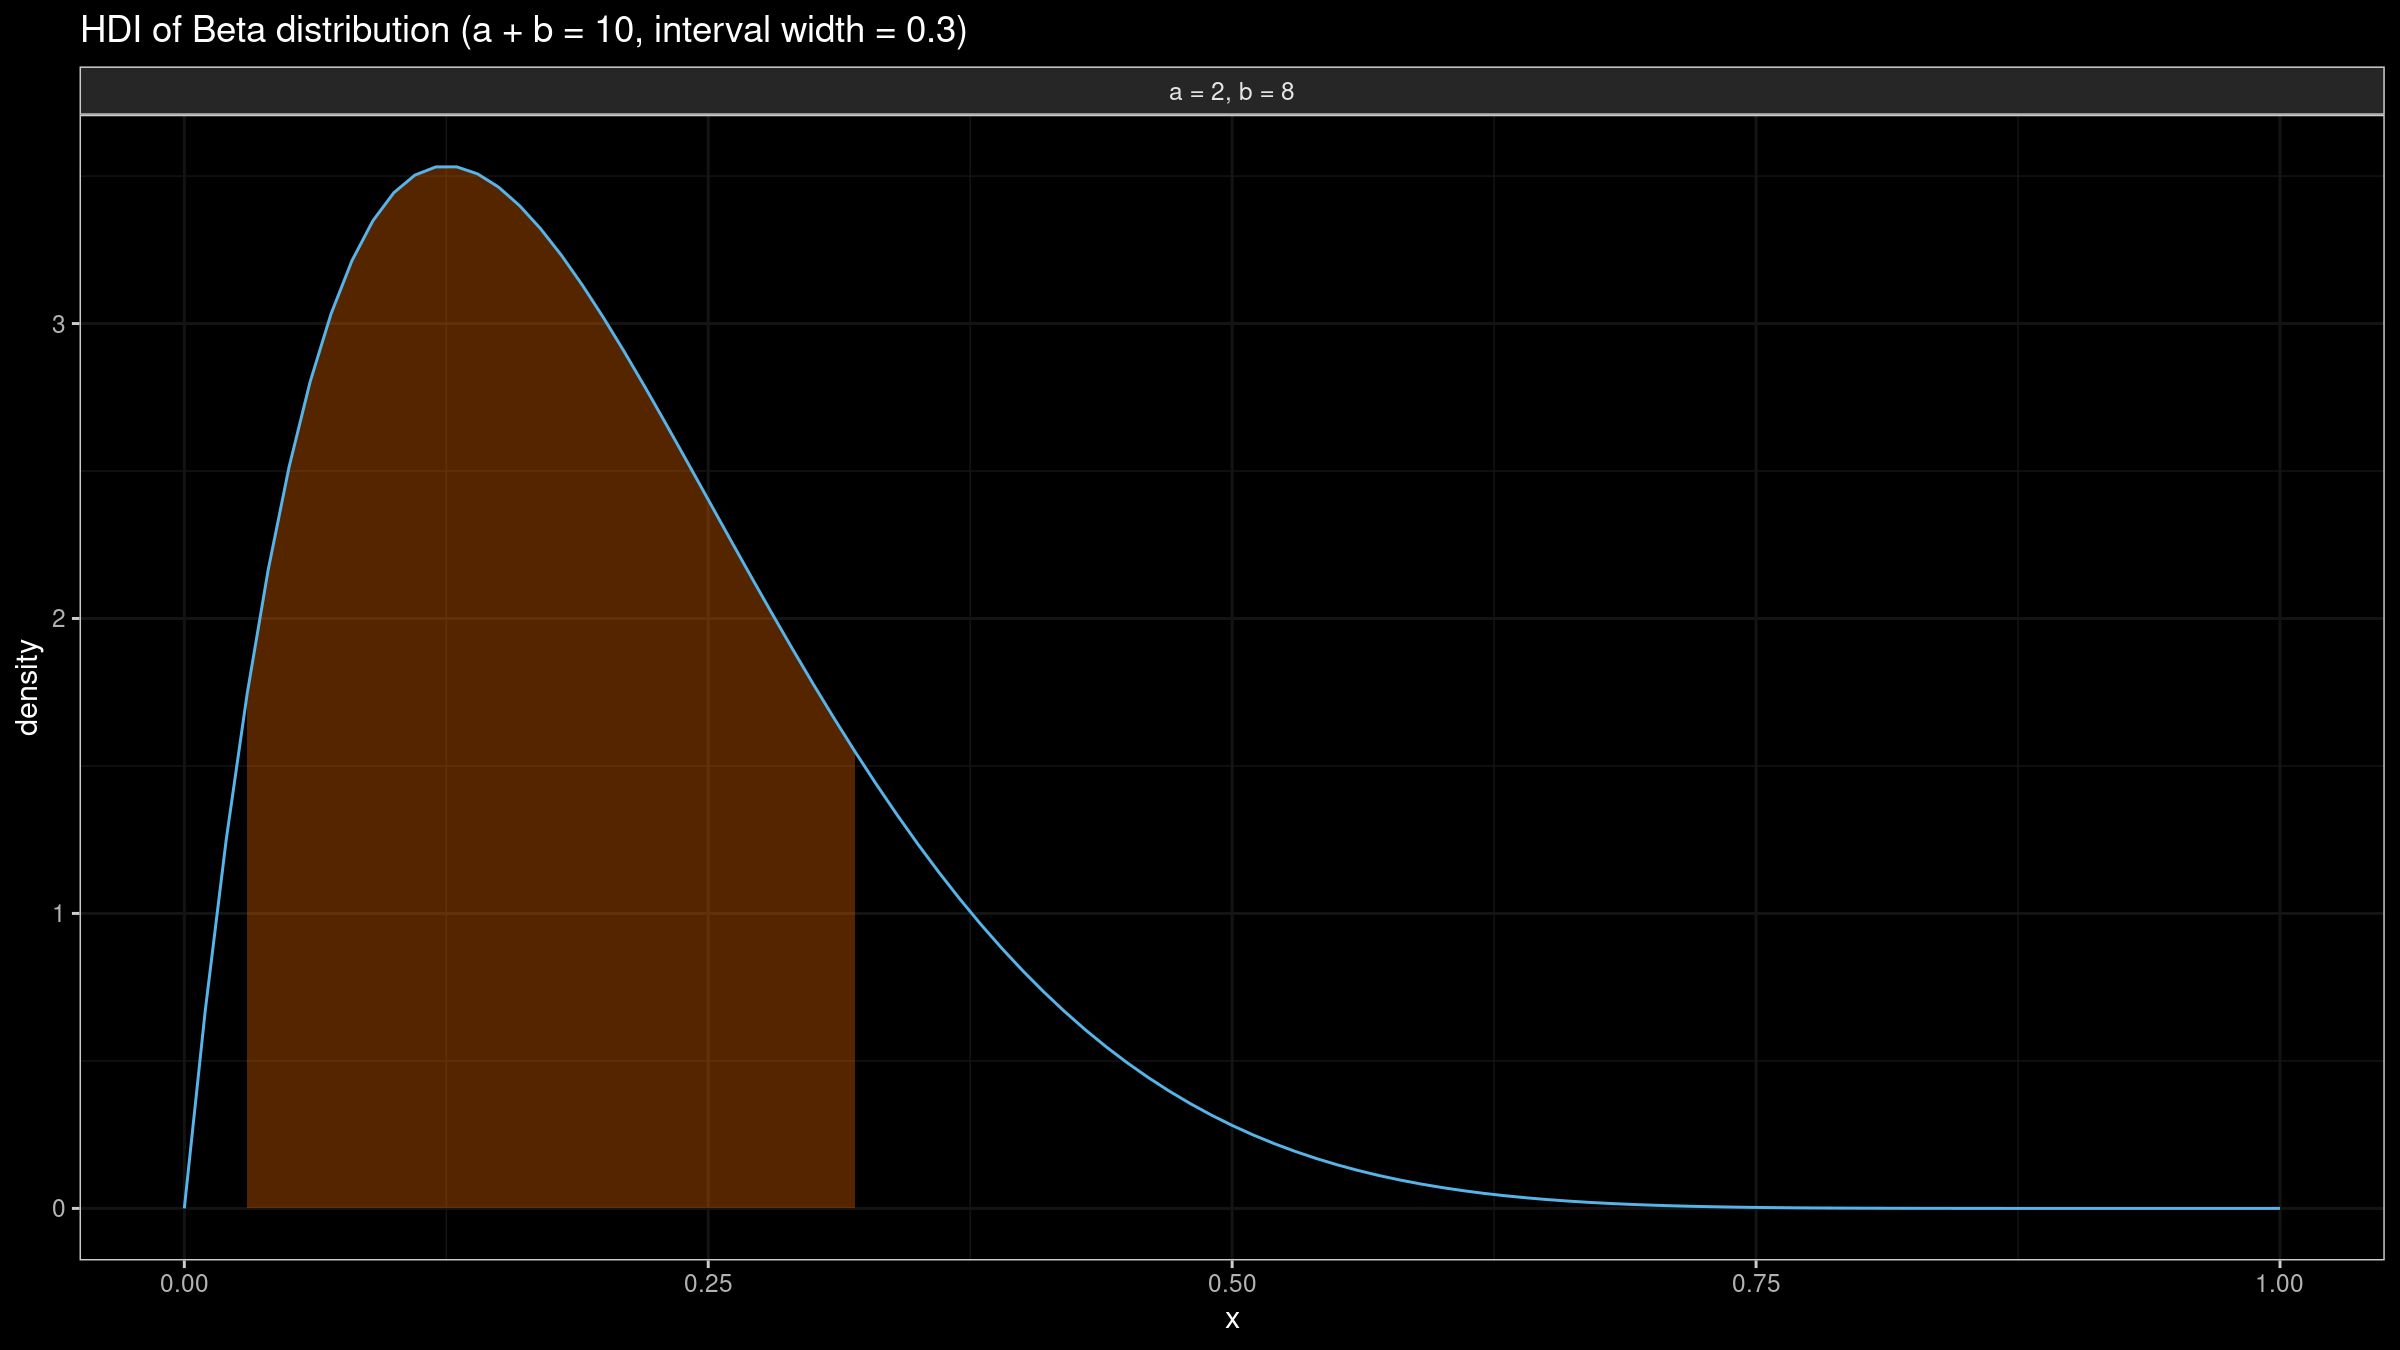 HDI of Beta distribution (a + b = 10, interval width = 0.3)
a = 2, b = 8
density
3
2
1
0
0.00 0.25 0.50 0.75 1.00
x